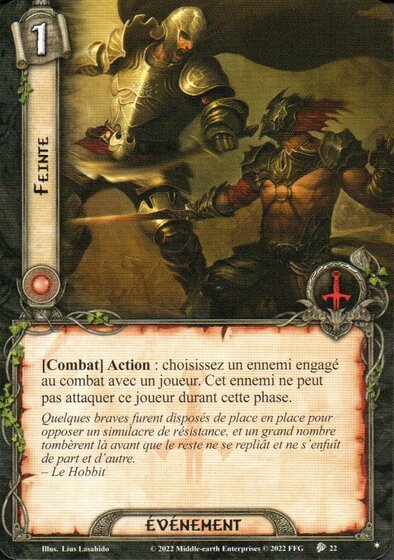 1
FEINTE
[Combat] Action : choisissez un ennemi engagé
au combat avec un joueur. Cet ennemi ne peut
pas attaquer ce joueur durant cette phase.
Quelques braves furent disposés de place en place pour
opposer un simulacre de résistance, et un grand nombre
tombèrent là avant que le reste ne se repliât et ne s'enfuît
de part et d'autre.
– Le Hobbit
ÉVÉNEMENT
Illus. Lius Lasahido © 2022 Middle-earth Enterprises © 2022 FFG 22